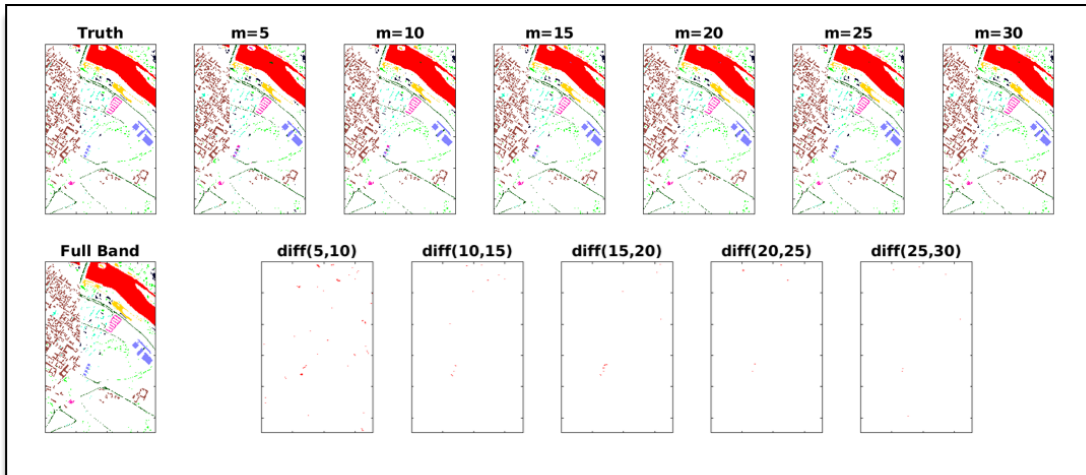 Truth m=5 m=10 m=15 m=20 m=25 m=30
Full Band diff(5,10) diff(10,15) diff(15,20) diff(20,25) diff(25,30)